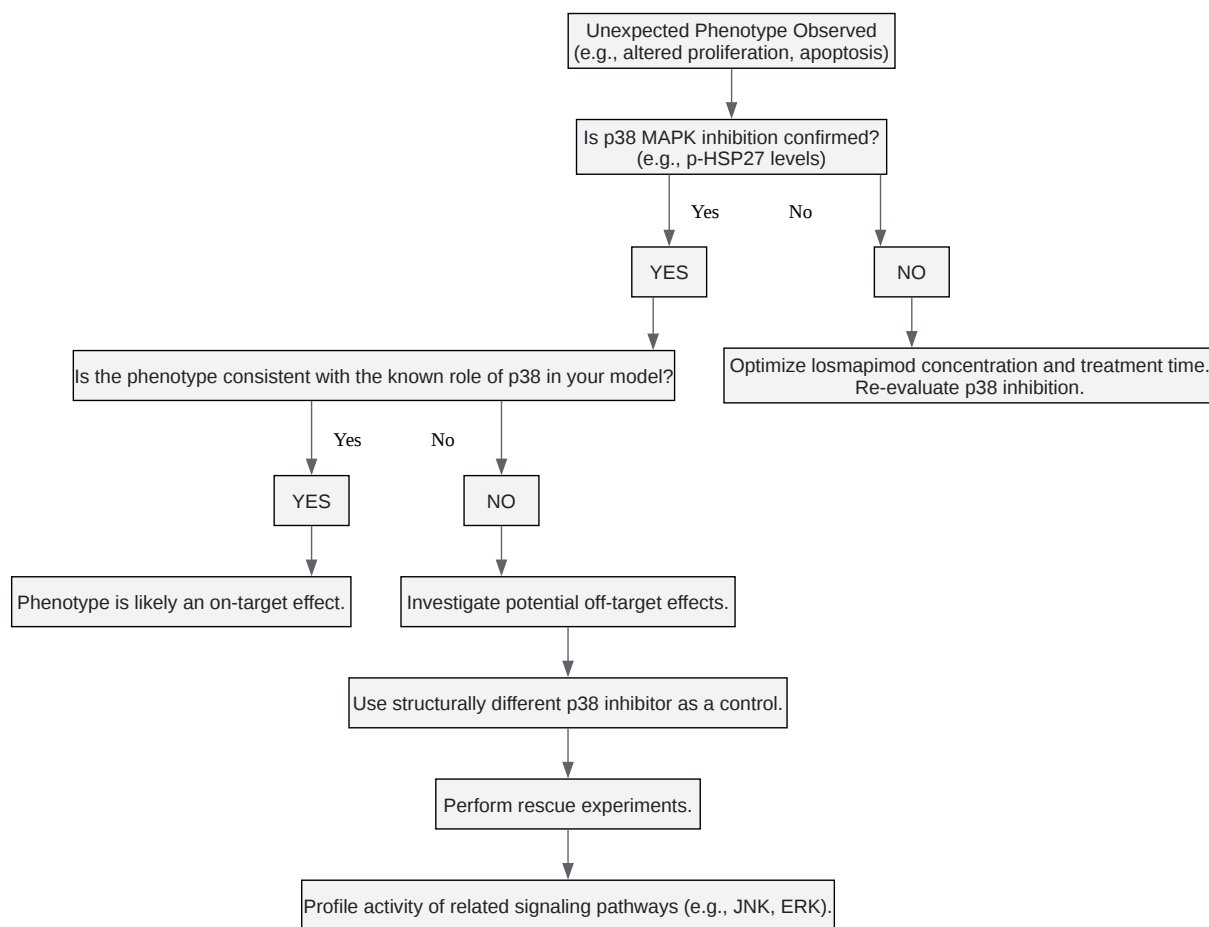 Unexpected Phenotype Observed
(e.g., altered proliferation, apoptosis)
Is p38 MAPK inhibition confirmed?
(e.g., p-HSP27 levels)
Yes
No
YES
NO
Is the phenotype consistent with the known role of p38 in your model?
Optimize losmapimod concentration and treatment time.
Re-evaluate p38 inhibition.
Yes
No
YES
NO
Phenotype is likely an on-target effect.
Investigate potential off-target effects.
Use structurally different p38 inhibitor as a control.
Perform rescue experiments.
Profile activity of related signaling pathways (e.g., JNK, ERK).